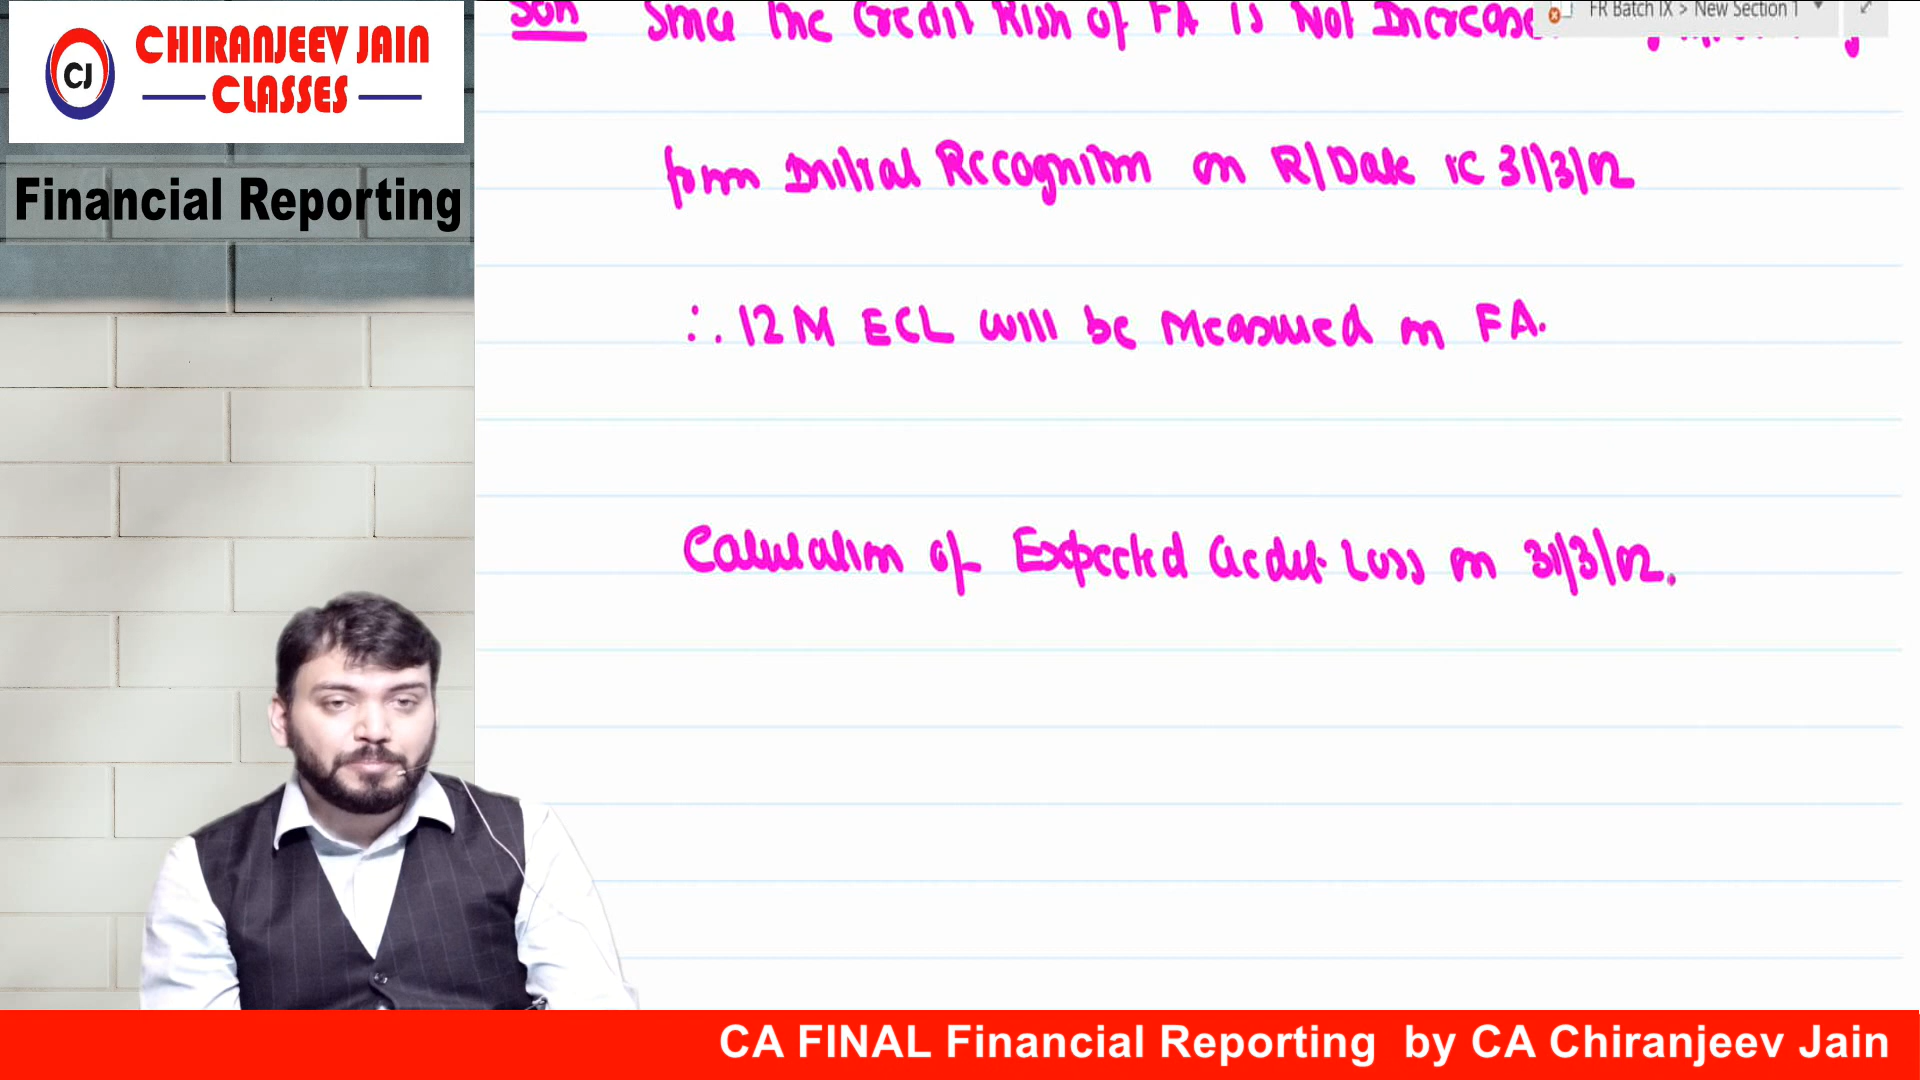 CHIRANJEEV JAIN
CLASSES
CJ
Financial Reporting
FR Batch IX > New Section 1
Soln Since the Credit Risk of FA is Not Increase
from Initial Recognition on R/Date ie 31/3/02
∴ 12 M ECL will be Measured on FA.
Calculation of Expected Credit Loss on 31/3/02.
CA FINAL Financial Reporting by CA Chiranjeev Jain